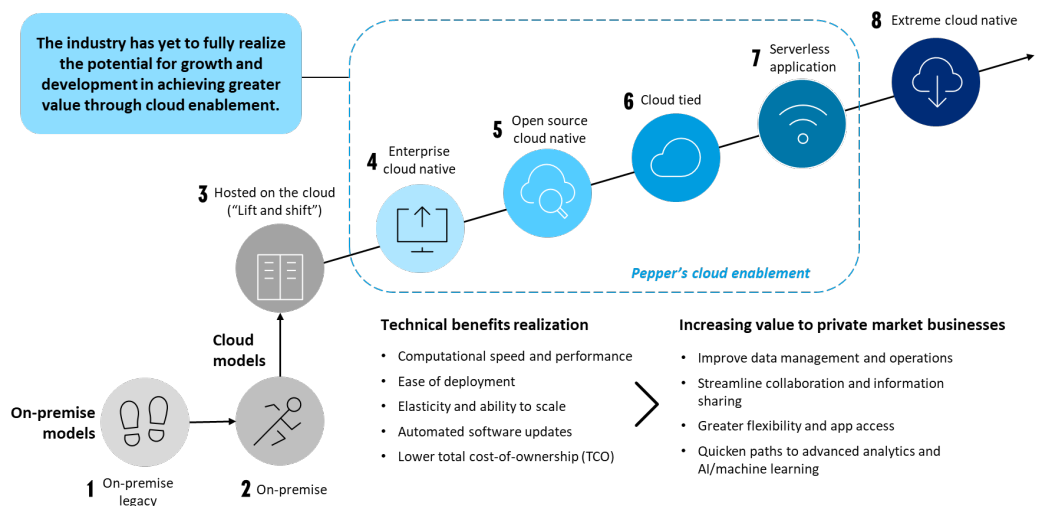 The industry has yet to fully realize
the potential for growth and
development in achieving greater
value through cloud enablement.
8 Extreme cloud native
7 Serverless
application
6 Cloud tied
5 Open source
cloud native
4 Enterprise
cloud native
3 Hosted on the cloud
(“Lift and shift”)
Pepper’s cloud enablement
Cloud models
On-premise
models
1 On-premise
legacy
2 On-premise
Technical benefits realization
• Computational speed and performance
• Ease of deployment
• Elasticity and ability to scale
• Automated software updates
• Lower total cost-of-ownership (TCO)
Increasing value to private market businesses
• Improve data management and operations
• Streamline collaboration and information
sharing
• Greater flexibility and app access
• Quicken paths to advanced analytics and
AI/machine learning